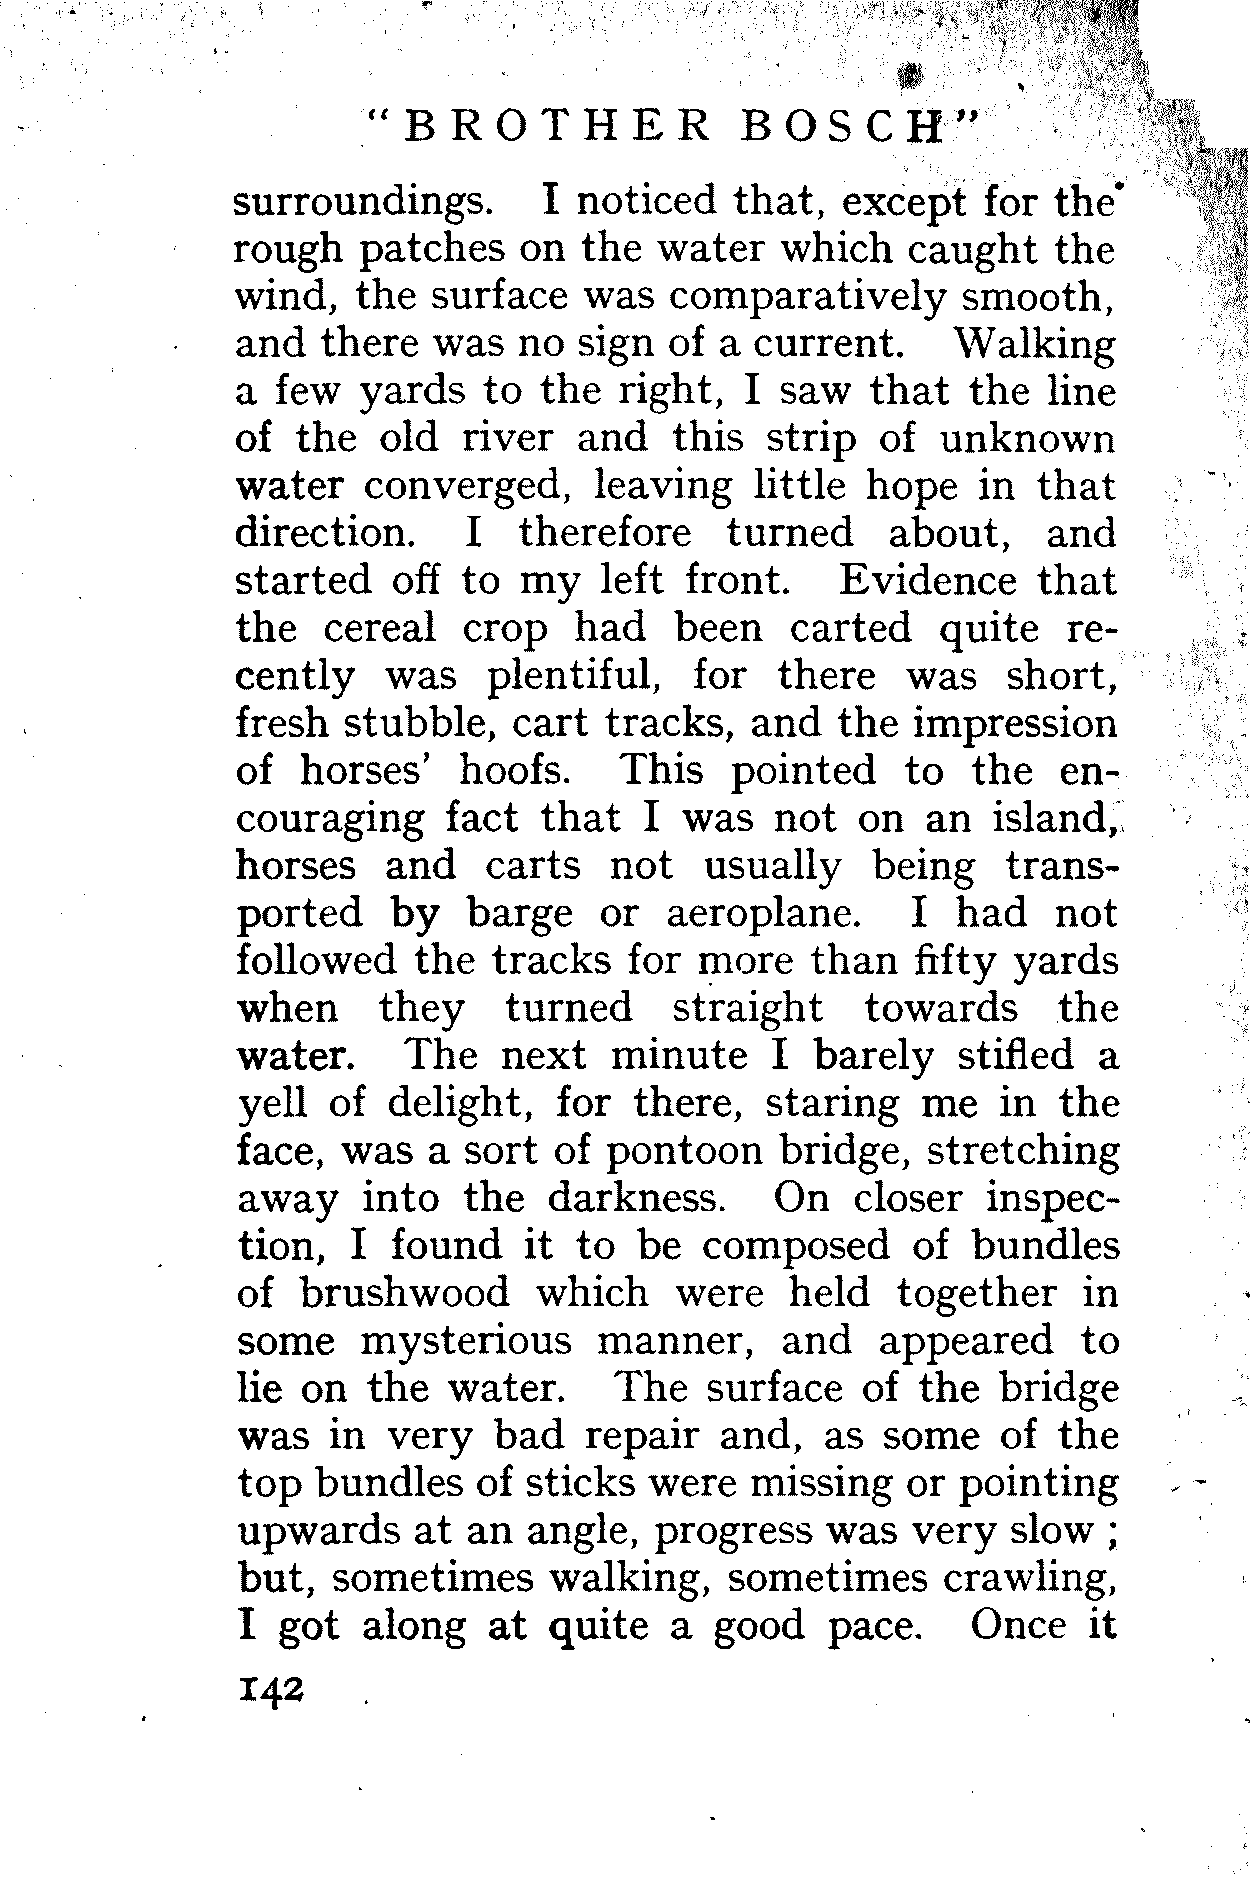 "BROTHER BOSCH"
surroundings. I noticed that, except for the
rough patches on the water which caught the
wind, the surface was comparatively smooth,
and there was no sign of a current. Walking
a few yards to the right, I saw that the line
of the old river and this strip of unknown
water converged, leaving little hope in that
direction. I therefore turned about, and
started off to my left front. Evidence that
the cereal crop had been carted quite re-
cently was plentiful, for there was short,
fresh stubble, cart tracks, and the impression
of horses' hoofs. This pointed to the en-
couraging fact that I was not on an island,
horses and carts not usually being trans-
ported by barge or aeroplane. I had not
followed the tracks for more than fifty yards
when they turned straight towards the
water. The next minute I barely stifled a
yell of delight, for there, staring me in the
face, was a sort of pontoon bridge, stretching
away into the darkness. On closer inspec-
tion, I found it to be composed of bundles
of brushwood which were held together in
some mysterious manner, and appeared to
lie on the water. The surface of the bridge
was in very bad repair and, as some of the
top bundles of sticks were missing or pointing
upwards at an angle, progress was very slow ;
but, sometimes walking, sometimes crawling,
I got along at quite a good pace. Once it
142